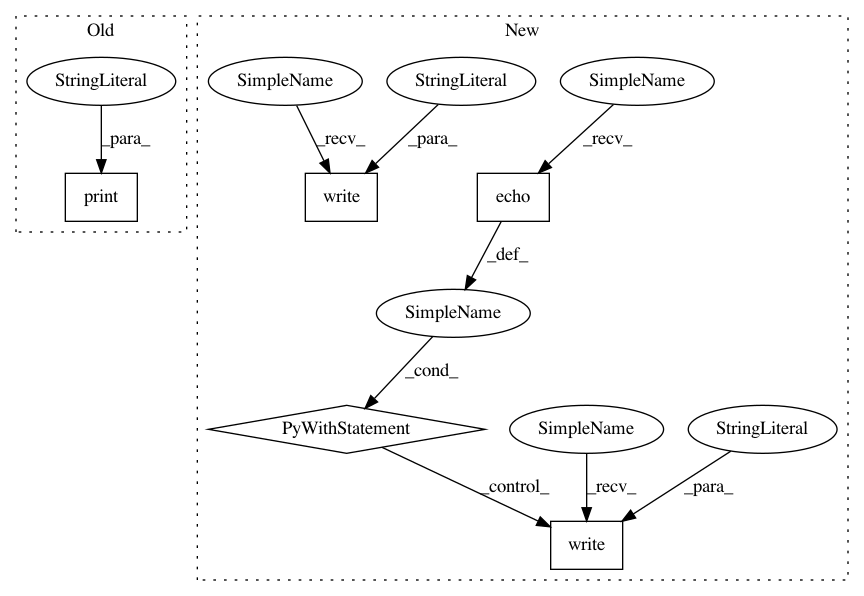 Old
New
StringLiteral
SimpleName
StringLiteral
SimpleName
_para_
_recv_
_para_
_recv_
print
write
echo
_def_
SimpleName
_cond_
PyWithStatement
SimpleName
StringLiteral
_control_
_recv_
_para_
write